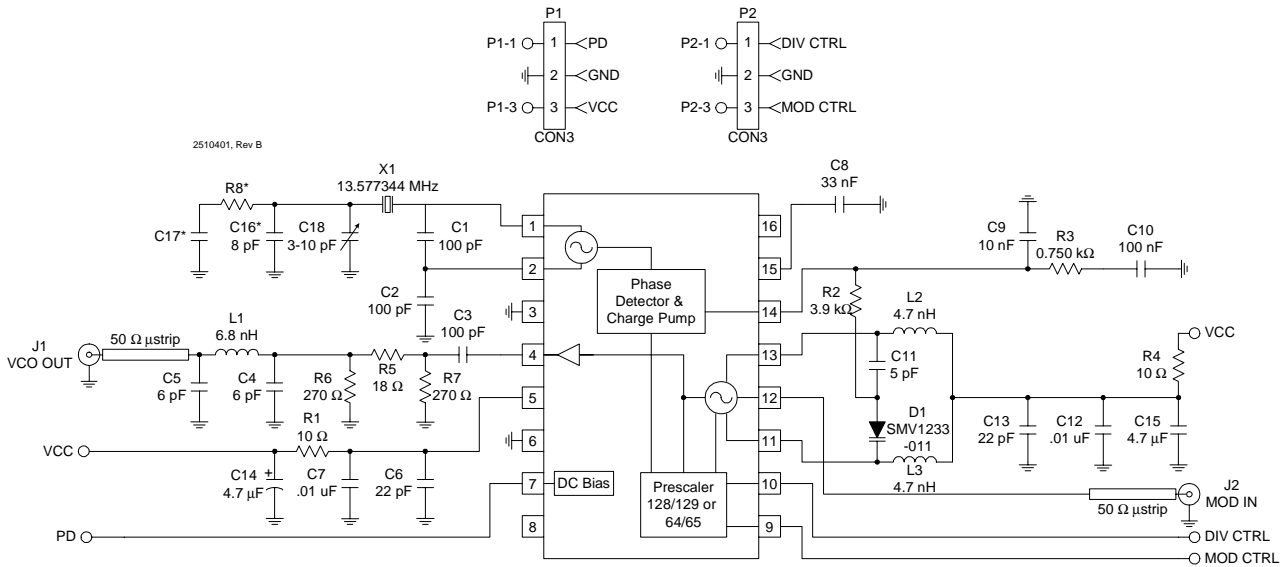 P1
P1-1
1
PD
2
GND
P1-3
3
VCC
CON3
P2
P2-1
1
DIV CTRL
2
GND
P2-3
3
MOD CTRL
CON3
2510401, Rev B
X1
13.577344 MHz
R8*
C17*
C16*
8 pF
C18
3-10 pF
C1
100 pF
C2
100 pF
C3
100 pF
J1
VCO OUT
50 Ω µstrip
L1
6.8 nH
C5
6 pF
C4
6 pF
R6
270 Ω
R5
18 Ω
R7
270 Ω
VCC
R1
10 Ω
C14
+
4.7 µF
C7
.01 uF
C6
22 pF
PD
1
2
3
4
5
6
7
8
Phase
Detector &
Charge Pump
DC Bias
Prescaler
128/129 or
64/65
16
15
14
13
12
11
10
9
C8
33 nF
C9
10 nF
R3
0.750 kΩ
C10
100 nF
R2
3.9 kΩ
L2
4.7 nH
C11
5 pF
D1
SMV1233
-011
L3
4.7 nH
VCC
R4
10 Ω
C13
22 pF
C12
.01 uF
C15
4.7 µF
J2
MOD IN
50 Ω µstrip
DIV CTRL
MOD CTRL